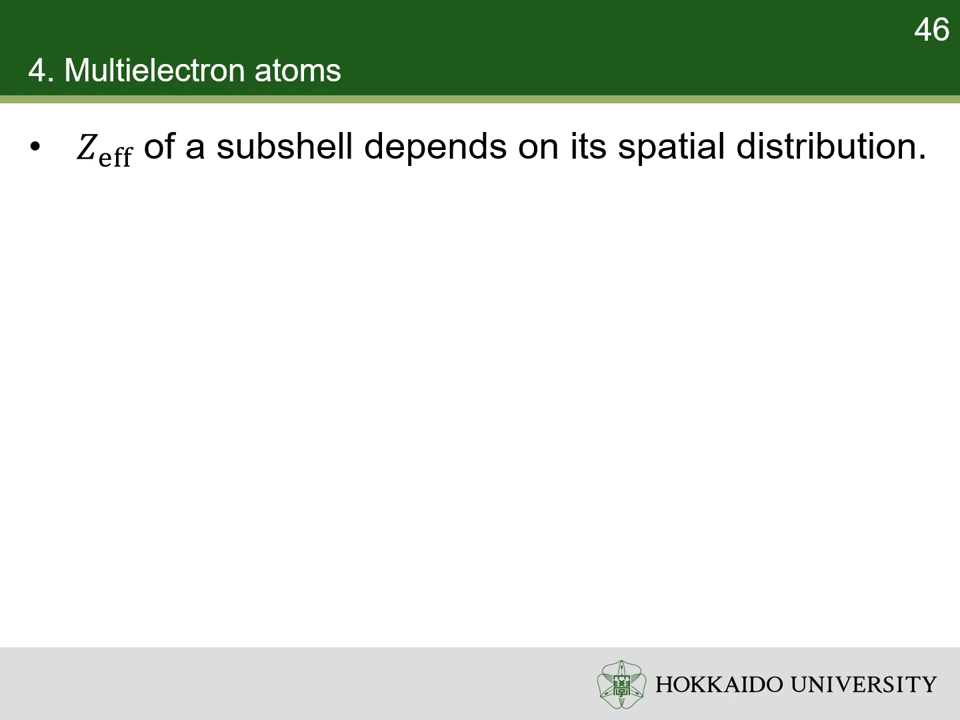 46
4. Multielectron atoms
• Zeff of a subshell depends on its spatial distribution.
HOKKAIDO UNIVERSITY